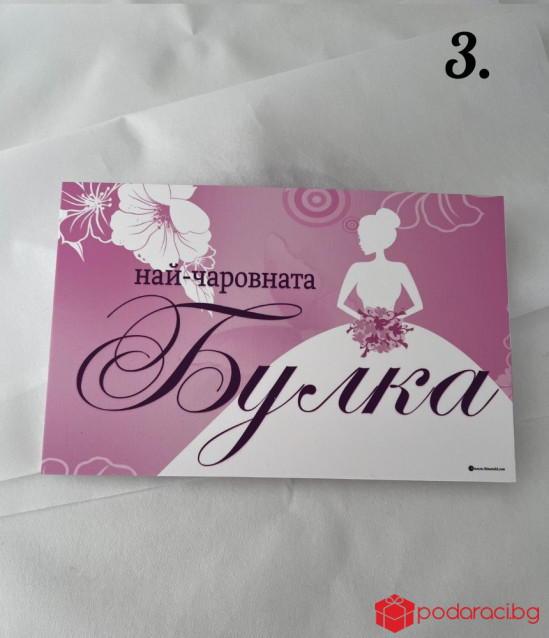 3.
най-чаровната
Булка
podaraci.bg